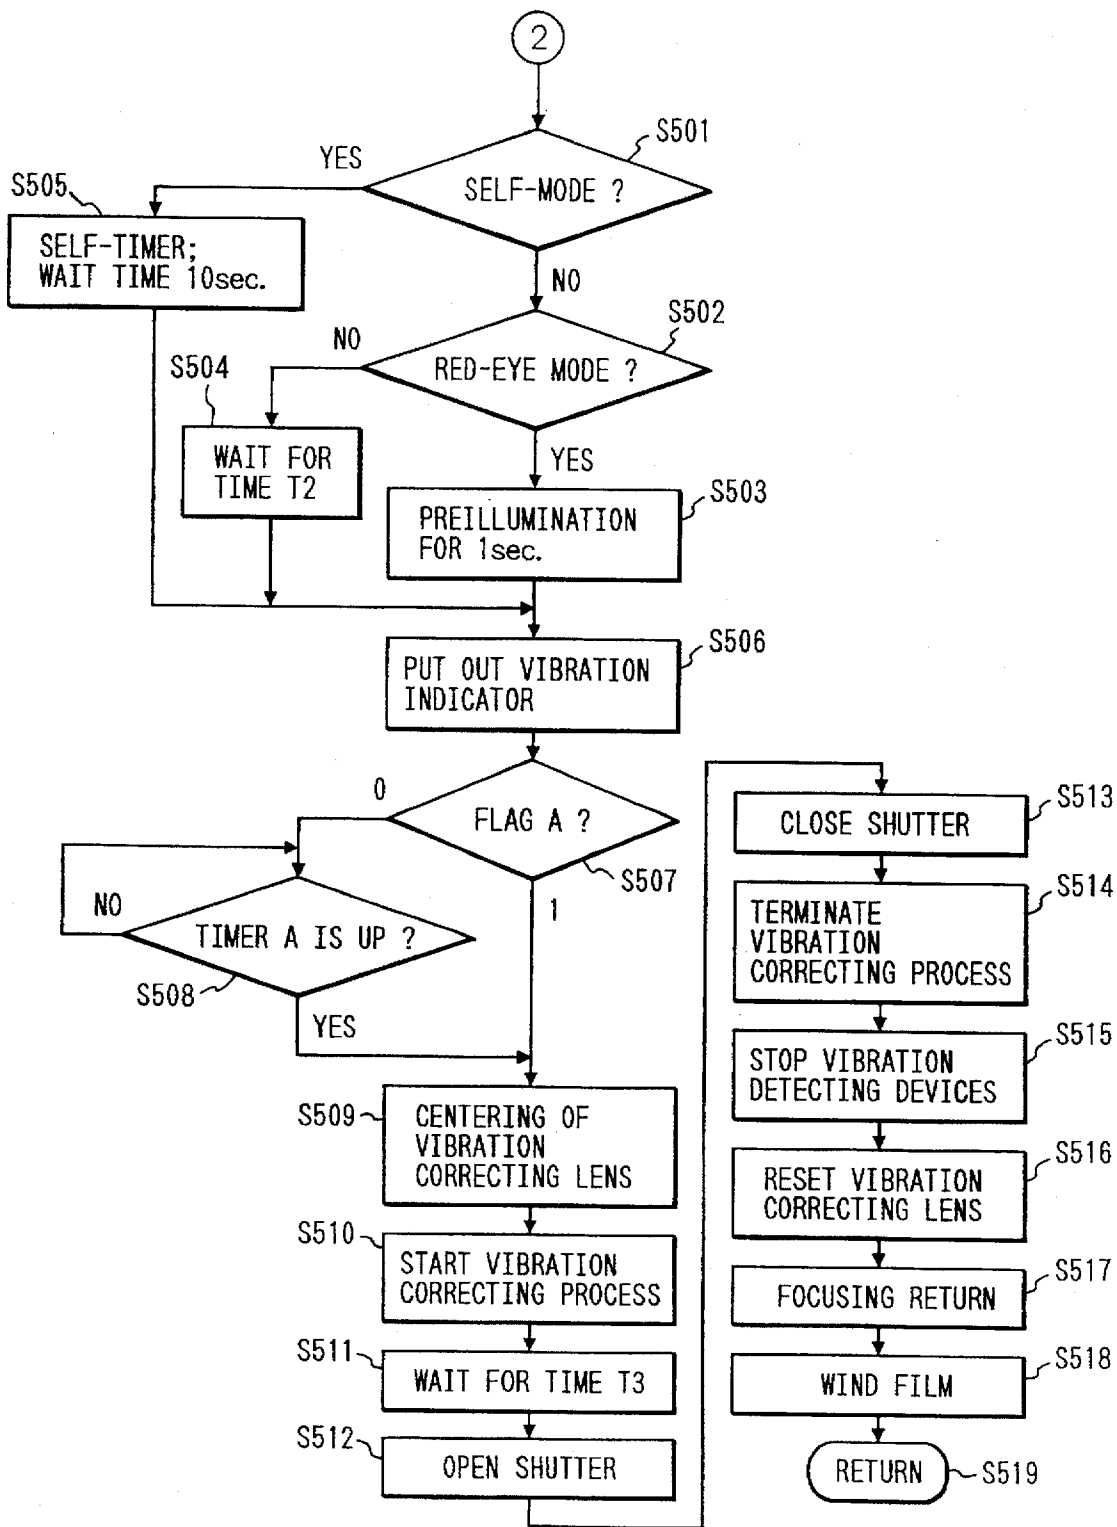 2
S501
YES
SELF-MODE ?
S505
SELF-TIMER;
WAIT TIME 10sec.
NO
S502
NO
RED-EYE MODE ?
S504
WAIT FOR
TIME T2
YES
S503
PREILLUMINATION
FOR 1sec.
S506
PUT OUT VIBRATION
INDICATOR
0
FLAG A ?
S507
1
NO
TIMER A IS UP ?
S508
YES
S509
CENTERING OF
VIBRATION
CORRECTING LENS
S510
START VIBRATION
CORRECTING PROCESS
S511
WAIT FOR TIME T3
S512
OPEN SHUTTER
S513
CLOSE SHUTTER
S514
TERMINATE
VIBRATION
CORRECTING PROCESS
S515
STOP VIBRATION
DETECTING DEVICES
S516
RESET VIBRATION
CORRECTING LENS
S517
FOCUSING RETURN
S518
WIND FILM
RETURN
S519